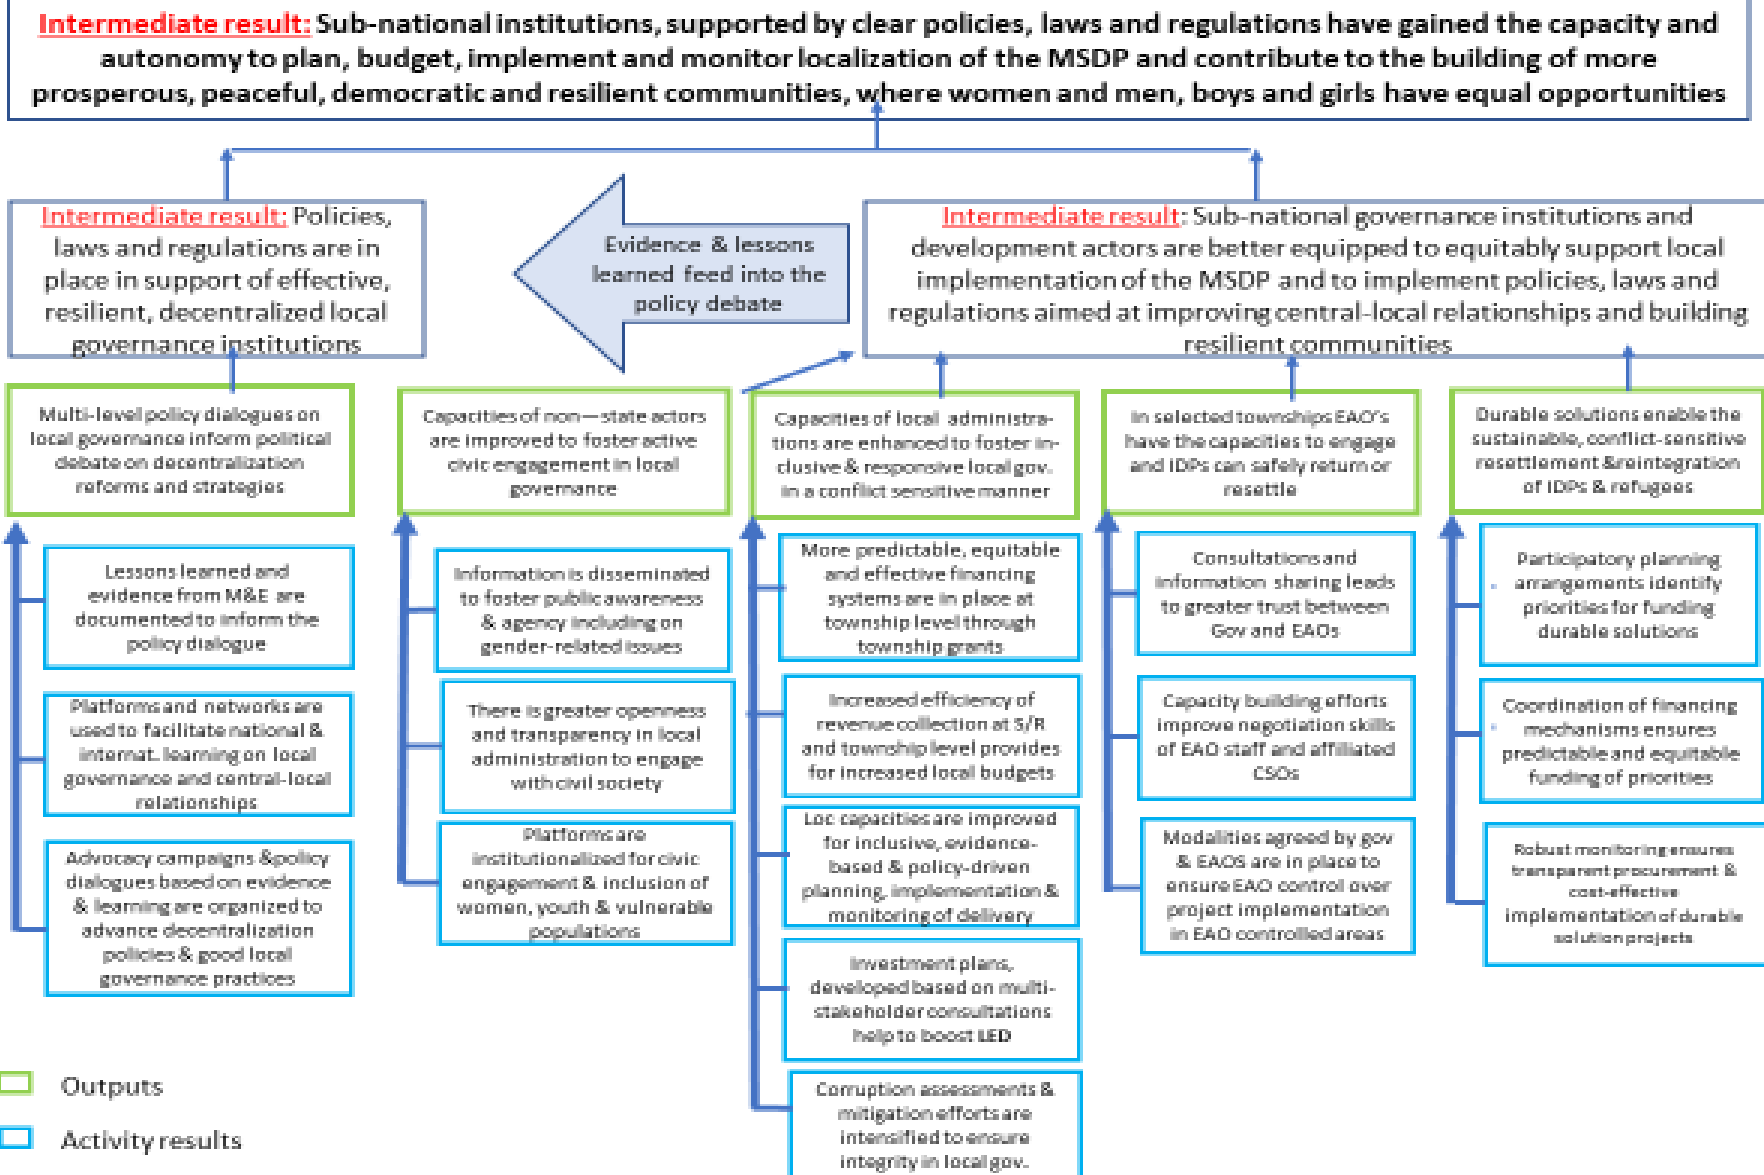 Intermediate result: Sub-national institutions, supported by clear policies, laws and regulations have gained the capacity and
autonomy to plan, budget, implement and monitor localization of the MSDP and contribute to the building of more
prosperous, peaceful, democratic and resilient communities, where women and men, boys and girls have equal opportunities
Intermediate result: Policies,
laws and regulations are in
place in support of effective,
resilient, decentralized local
governance institutions
Evidence & lessons
learned feed into the
policy debate
Intermediate result: Sub-national governance institutions and
development actors are better equipped to equitably support local
implementation of the MSDP and to implement policies, laws and
regulations aimed at improving central-local relationships and building
resilient communities
Multi-level policy dialogues on
local governance inform political
debate on decentralization
reforms and strategies
Lessons learned and
evidence from M&E are
documented to inform the
policy dialogue
Platforms and networks are
used to facilitate national &
internat. learning on local
governance and central-local
relationships
Advocacy campaigns &policy
dialogues based on evidence
& learning are organized to
advance decentralization
policies & good local
governance practices
Capacities of non—state actors
are improved to foster active
civic engagement in local
governance
Information is disseminated
to foster public awareness
& agency including on
gender-related issues
There is greater openness
and transparency in local
administration to engage
with civil society
Platforms are
institutionalized for civic
engagement & inclusion of
women, youth & vulnerable
populations
Capacities of local administra-
tions are enhanced to foster in-
clusive & responsive local gov.
in a conflict sensitive manner
More predictable, equitable
and effective financing
systems are in place at
township level through
township grants
Increased efficiency of
revenue collection at S/R
and township level provides
for increased local budgets
Loc capacities are improved
for inclusive, evidence-
based & policy-driven
planning, implementation &
monitoring of delivery
Investment plans,
developed based on multi-
stakeholder consultations
help to boost LED
Corruption assessments &
mitigation efforts are
intensified to ensure
integrity in local gov.
In selected townships EAO's
have the capacities to engage
and IDPs can safely return or
resettle
Consultations and
information sharing leads
to greater trust between
Gov and EAOs
Capacity building efforts
improve negotiation skills
of EAO staff and affiliated
CSOs
Modalities agreed by gov
& EAOS are in place to
ensure EAO control over
project implementation
in EAO controlled areas
Durable solutions enable the
sustainable, conflict-sensitive
resettlement &reintegration
of IDPs & refugees
Participatory planning
arrangements identify
priorities for funding
durable solutions
Coordination of financing
mechanisms ensures
predictable and equitable
funding of priorities
Robust monitoring ensures
transparent procurement &
cost-effective
implementation of durable
solution projects
Outputs
Activity results